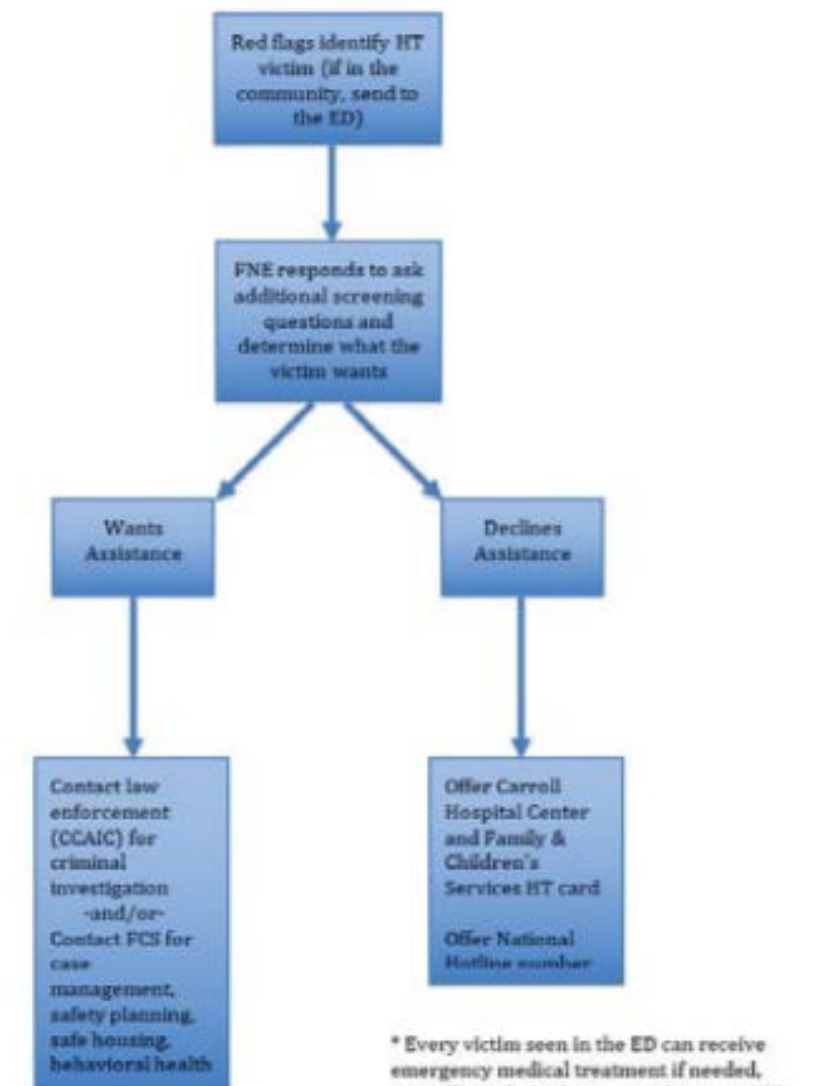 Red flags identify HT
victim (if in the
community, send to
the ED)
FNE responds to ask
additional screening
questions and
determine what the
victim wants
Wants
Assistance
Declines
Assistance
Contact law
enforcement
(CCAIC) for
criminal
investigation
-and/or-
Contact FCS for
case
management,
safety planning,
safe housing,
behavioral health
Offer Carroll
Hospital Center
and Family &
Children's
Services HT card
Offer National
Hotline number
* Every victim seen in the ED can receive
emergency medical treatment if needed,